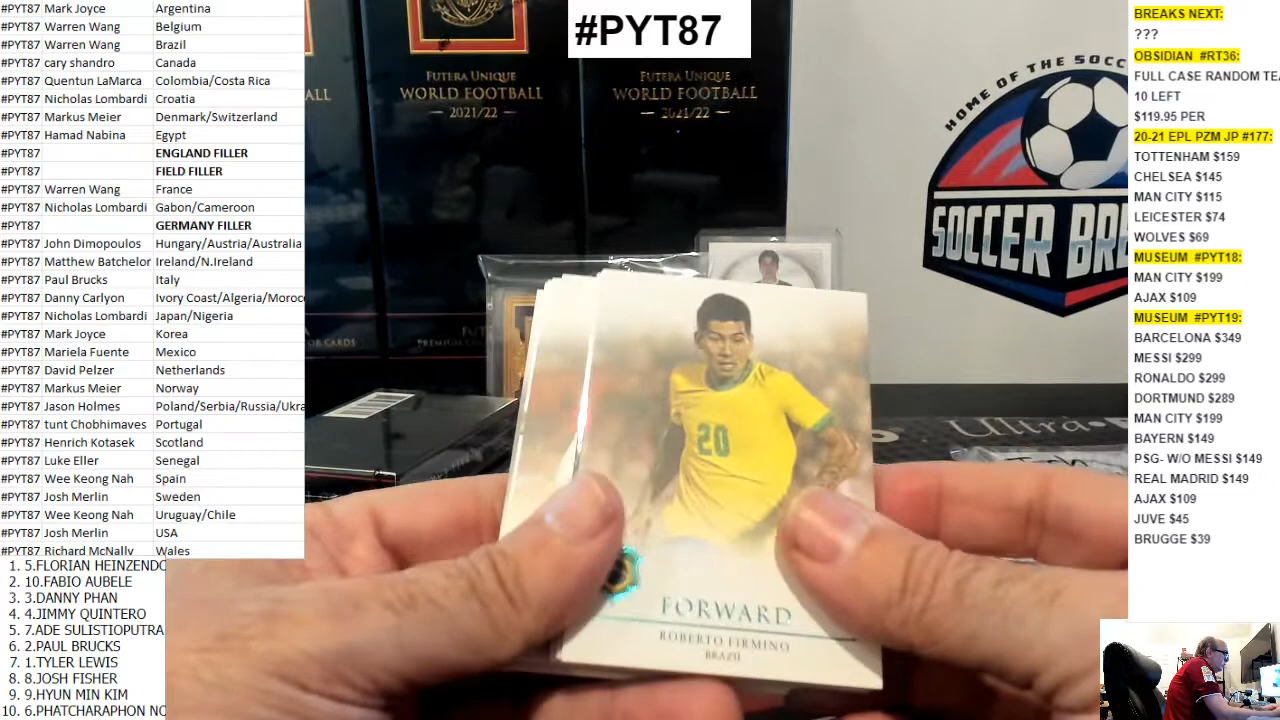 #PYT87 Mark Joyce Argentina
#PYT87 Warren Wang Belgium
#PYT87 Warren Wang Brazil
#PYT87 cary shandro Canada
#PYT87 Quentun LaMarca Colombia/Costa Rica
#PYT87 Nicholas Lombardi Croatia
#PYT87 Markus Meier Denmark/Switzerland
#PYT87 Hamad Nabina Egypt
#PYT87 ENGLAND FILLER
#PYT87 FIELD FILLER
#PYT87 Warren Wang France
#PYT87 Nicholas Lombardi Gabon/Cameroon
#PYT87 GERMANY FILLER
#PYT87 John Dimopoulos Hungary/Austria/Australia
#PYT87 Matthew Batchelor Ireland/N.Ireland
#PYT87 Paul Brucks Italy
#PYT87 Danny Carlyon Ivory Coast/Algeria/Moroc
#PYT87 Nicholas Lombardi Japan/Nigeria
#PYT87 Mark Joyce Korea
#PYT87 Mariela Fuente Mexico
#PYT87 David Pelzer Netherlands
#PYT87 Markus Meier Norway
#PYT87 Jason Holmes Poland/Serbia/Russia/Ukra
#PYT87 tunt Chobhimaves Portugal
#PYT87 Henrich Kotasek Scotland
#PYT87 Luke Eller Senegal
#PYT87 Wee Keong Nah Spain
#PYT87 Josh Merlin Sweden
#PYT87 Wee Keong Nah Uruguay/Chile
#PYT87 Josh Merlin USA
#PYT87 Richard McNally Wales
1. 5.FLORIAN HEINZENDO
2. 10.FABIO AUBELE
3. 3.DANNY PHAN
4. 4.JIMMY QUINTERO
5. 7.ADE SULISTIOPUTRA
6. 2.PAUL BRUCKS
7. 1.TYLER LEWIS
8. 8.JOSH FISHER
9. 9.HYUN MIN KIM
10. 6.PHATCHARAPHON NO
#PYT87
FUTERA UNIQUE
WORLD FOOTBALL
2021/22
FUTERA UNIQUE
WORLD FOOTBALL
2021/22
HOME OF THE SOCC
SOCCER BRE
Ultra
20
FORWARD
ROBERTO FIRMINO
BRAZIL
BREAKS NEXT:
???
OBSIDIAN #RT36:
FULL CASE RANDOM TEA
10 LEFT
$119.95 PER
20-21 EPL PZM JP #177:
TOTTENHAM $159
CHELSEA $145
MAN CITY $115
LEICESTER $74
WOLVES $69
MUSEUM #PYT18:
MAN CITY $199
AJAX $109
MUSEUM #PYT19:
BARCELONA $349
MESSI $299
RONALDO $299
DORTMUND $289
MAN CITY $199
BAYERN $149
PSG- W/O MESSI $149
REAL MADRID $149
AJAX $109
JUVE $45
BRUGGE $39